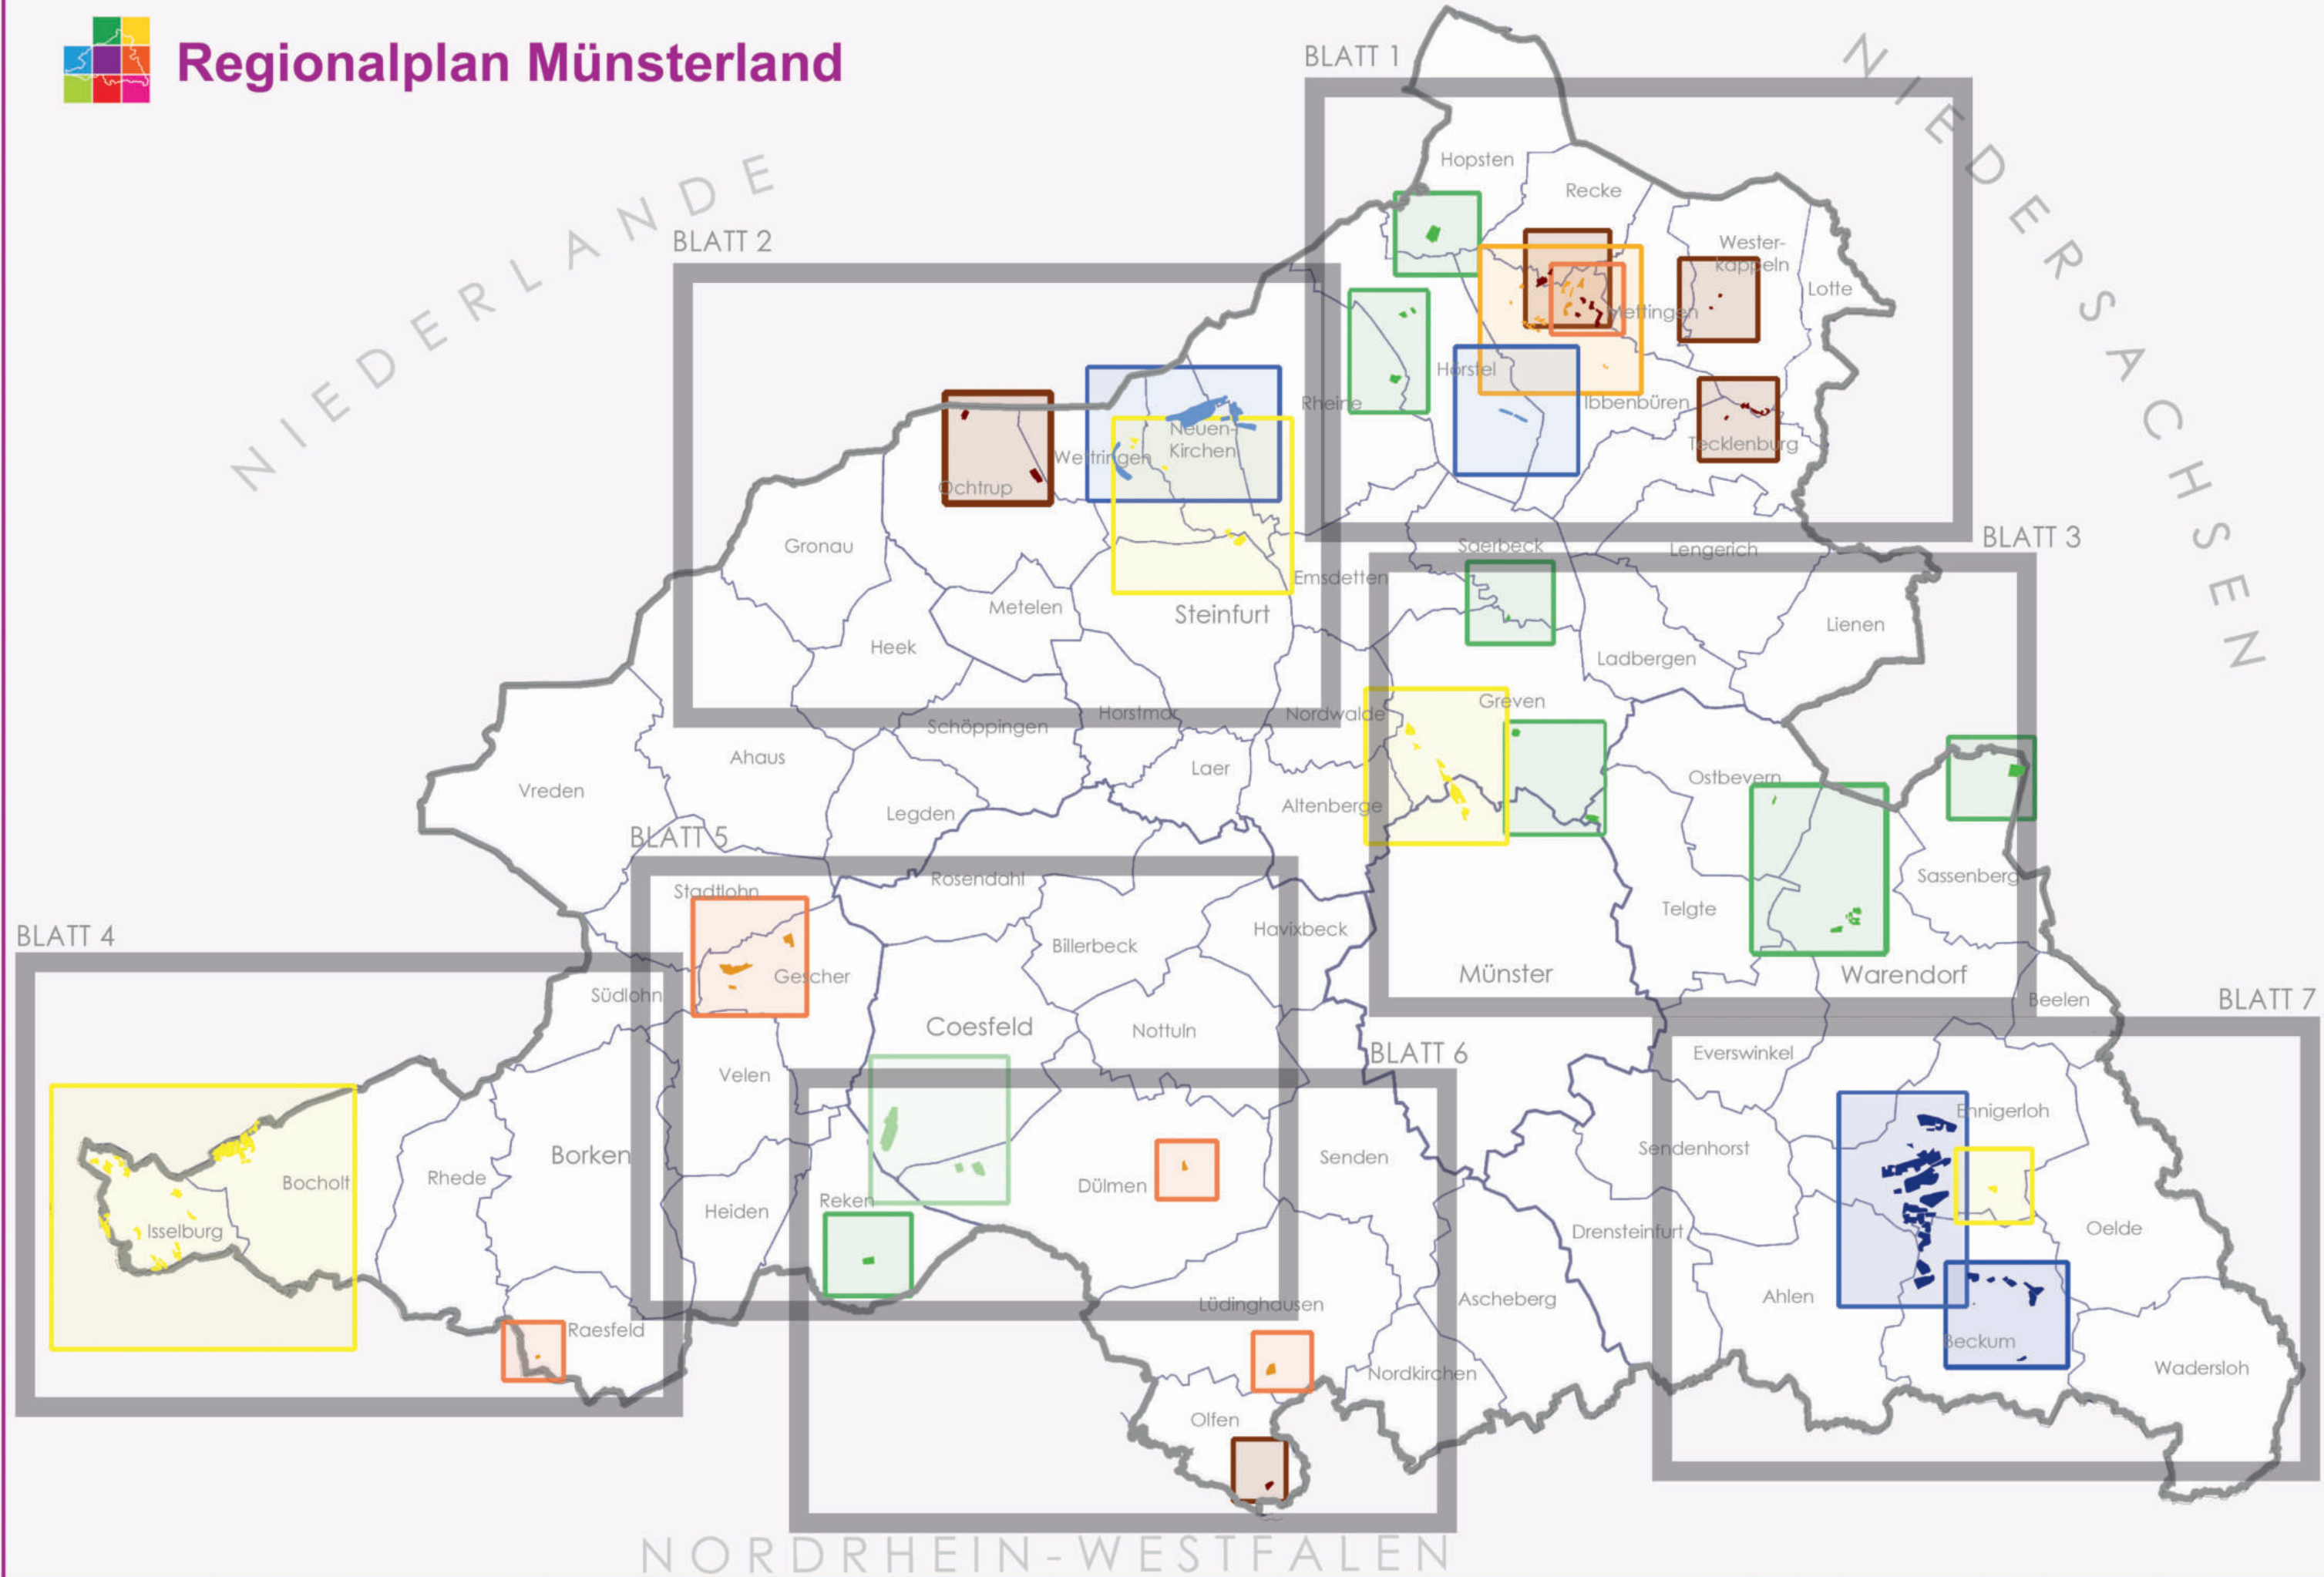 Regionalplan Münsterland
BLATT 1
NIEDERSACHSEN
NIEDERLANDE
BLATT 2
Hopsten
Recke
Wester-
kappeln
Lotte
Mettingen
Hörstel
Rheine
Ibbenbüren
Tecklenburg
Neuen-
Kirchen
Wettringen
Ochtrup
BLATT 3
Gronau
Saerbeck
Lengerich
Emsdetten
Metelen
Steinfurt
Lienen
Heek
Ladbergen
Greven
Horstmar
Nordwalde
Schöppingen
Ahaus
Laer
Ostbevern
Vreden
Altenberge
Legden
BLATT 5
Rosendahl
Stadtlohn
Sassenberg
Telgte
BLATT 4
Havixbeck
Billerbeck
Gescher
Münster
Warendorf
Südlohn
Beelen
BLATT 7
Coesfeld
Nottuln
BLATT 6
Everswinkel
Velen
Ennigerloh
Sendenhorst
Borken
Senden
Bocholt
Rhede
Dülmen
Reken
Heiden
Isselburg
Drensteinfurt
Oelde
Ahlen
Ascheberg
Lüdinghausen
Raesfeld
Beckum
Nordkirchen
Wadersloh
Olfen
NORDRHEIN-WESTFALEN